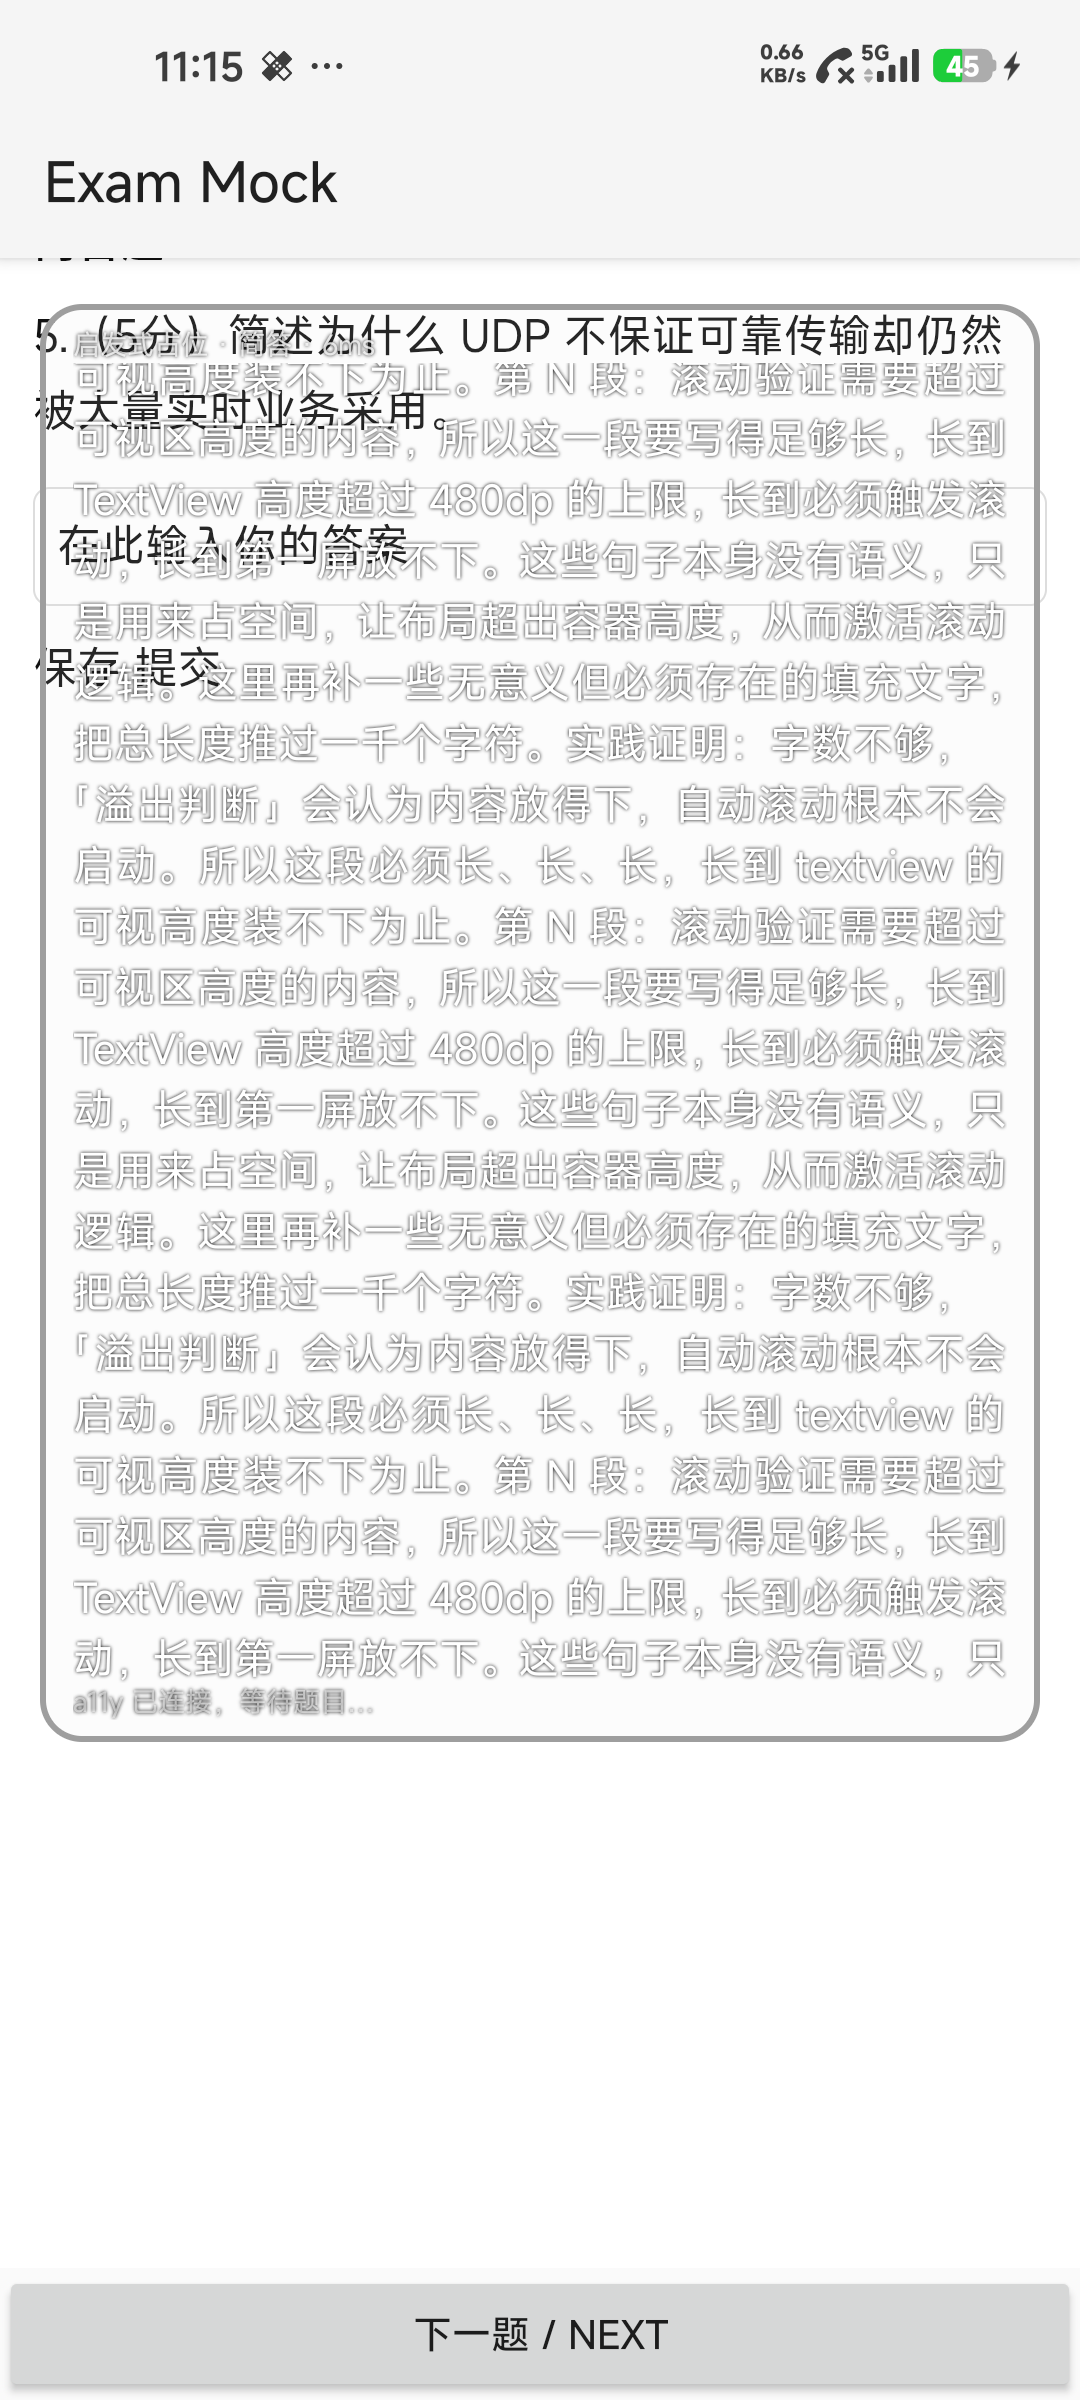 11:15 ...
0.66 KB/s 5G 45
Exam Mock
5.（5分）简述为什么 UDP 不保证可靠传输却仍然
启发式占位 · 简答 · 6ms
可视高度装不下为止。第 N 段：滚动验证需要超过
被大量实时业务采用。
可视区高度的内容，所以这一段要写得足够长，长到
TextView 高度超过 480dp 的上限，长到必须触发滚
在此输入你的答案
动，长到第一屏放不下。这些句子本身没有语义，只
是用来占空间，让布局超出容器高度，从而激活滚动
保存 提交
逻辑。这里再补一些无意义但必须存在的填充文字，
把总长度推过一千个字符。实践证明：字数不够，
「溢出判断」会认为内容放得下，自动滚动根本不会
启动。所以这段必须长、长、长，长到 textview 的
可视高度装不下为止。第 N 段：滚动验证需要超过
可视区高度的内容，所以这一段要写得足够长，长到
TextView 高度超过 480dp 的上限，长到必须触发滚
动，长到第一屏放不下。这些句子本身没有语义，只
是用来占空间，让布局超出容器高度，从而激活滚动
逻辑。这里再补一些无意义但必须存在的填充文字，
把总长度推过一千个字符。实践证明：字数不够，
「溢出判断」会认为内容放得下，自动滚动根本不会
启动。所以这段必须长、长、长，长到 textview 的
可视高度装不下为止。第 N 段：滚动验证需要超过
可视区高度的内容，所以这一段要写得足够长，长到
TextView 高度超过 480dp 的上限，长到必须触发滚
动，长到第一屏放不下。这些句子本身没有语义，只
a11y 已连接，等待题目...
下一题 / NEXT